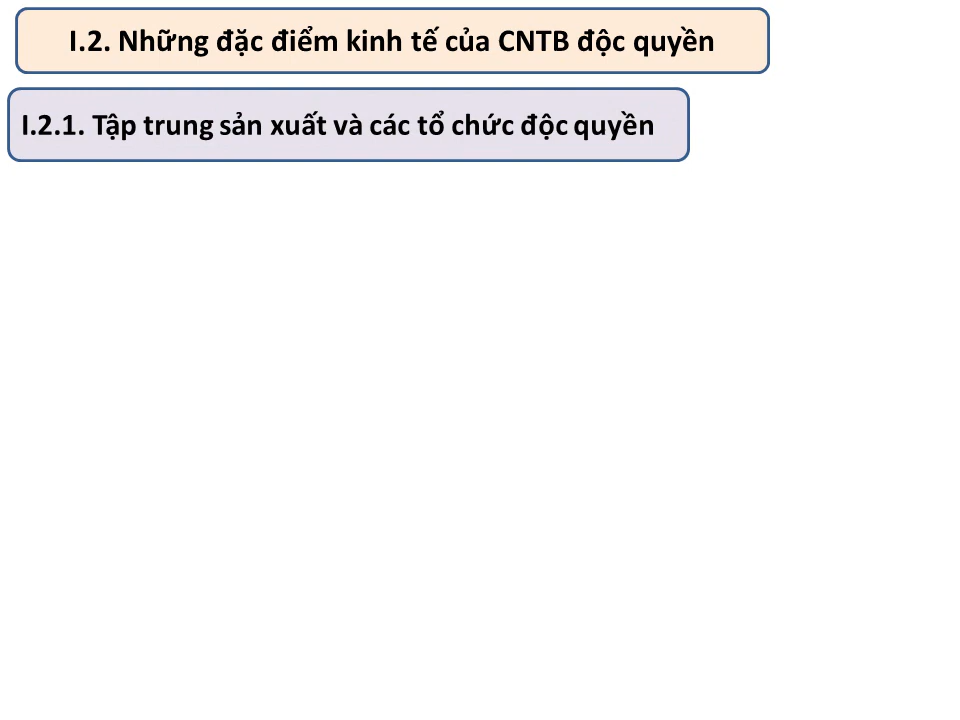 I.2. Những đặc điểm kinh tế của CNTB độc quyền
I.2.1. Tập trung sản xuất và các tổ chức độc quyền